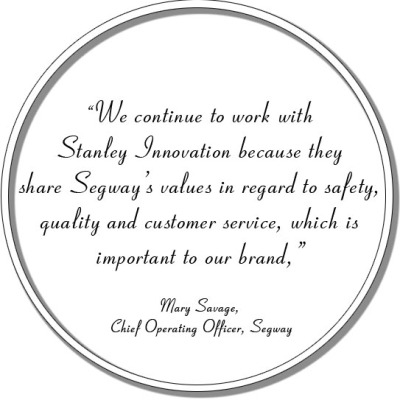 “We continue to work with
Stanley Innovation because they
share Segway’s values in regard to safety,
quality and customer service, which is
important to our brand,”
Mary Savage,
Chief Operating Officer, Segway